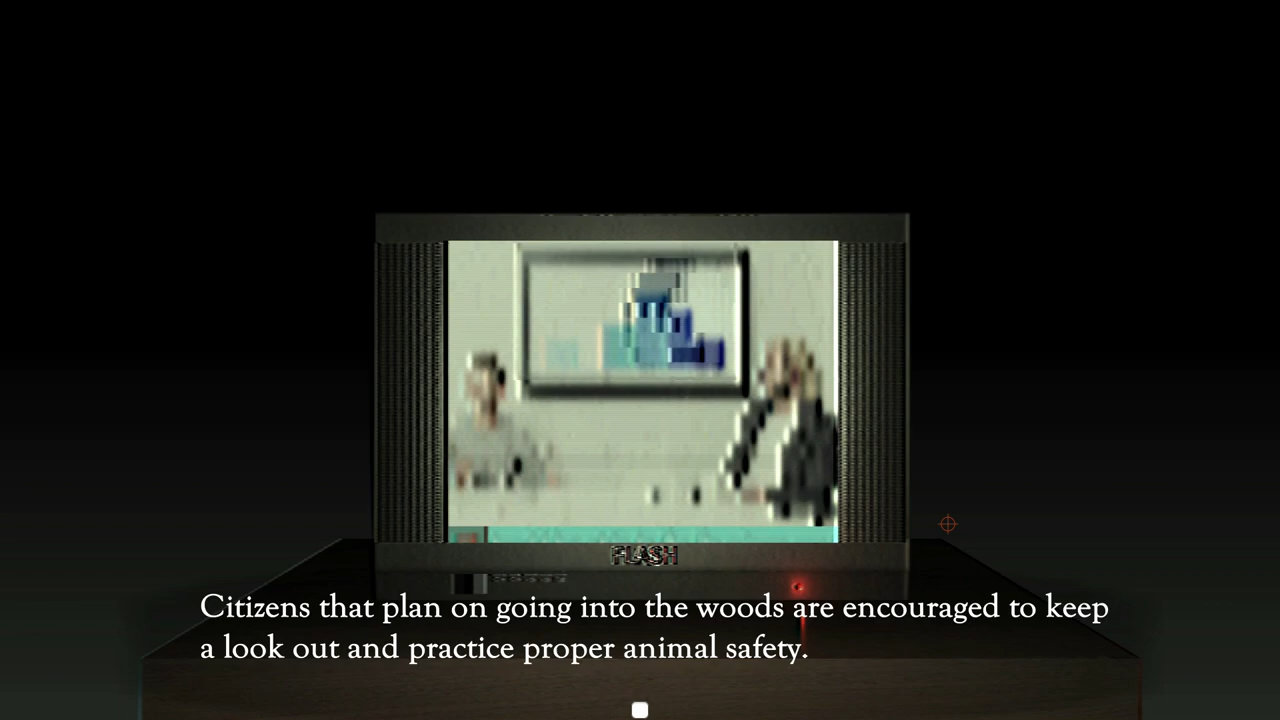 FLASH
Citizens that plan on going into the woods are encouraged to keep
a look out and practice proper animal safety.